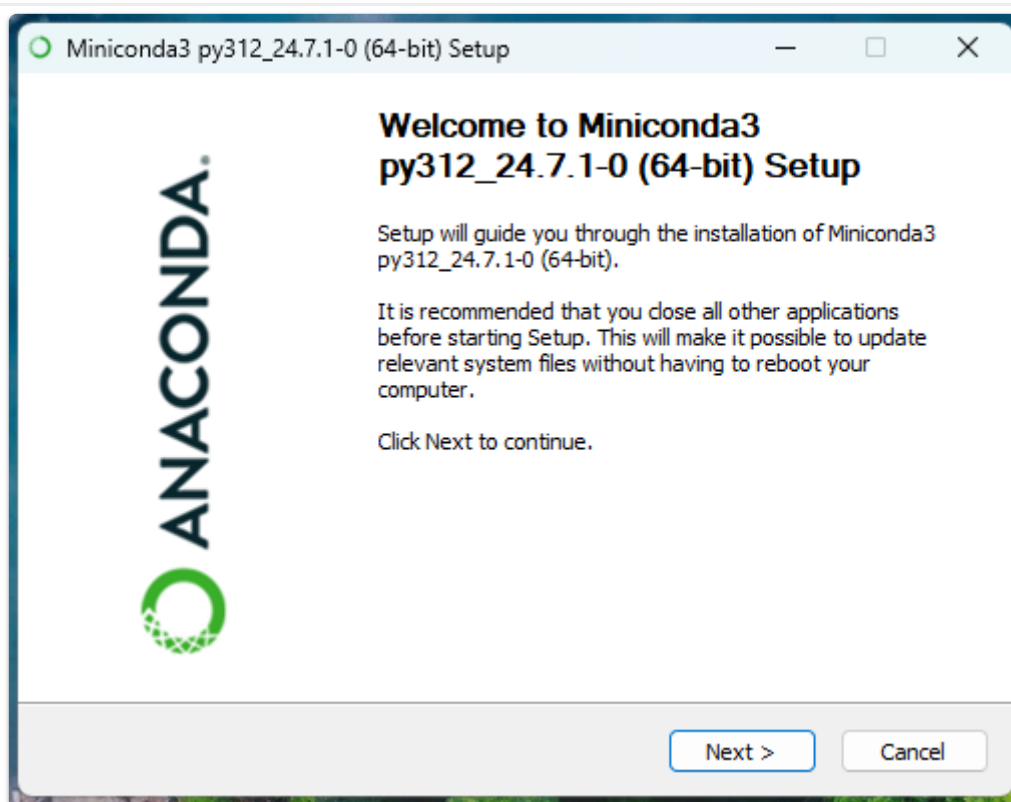 Miniconda3 py312_24.7.1-0 (64-bit) Setup
Welcome to Miniconda3
py312_24.7.1-0 (64-bit) Setup
Setup will guide you through the installation of Miniconda3
py312_24.7.1-0 (64-bit).
It is recommended that you close all other applications
before starting Setup. This will make it possible to update
relevant system files without having to reboot your
computer.
Click Next to continue.
ANACONDA.
Next >
Cancel